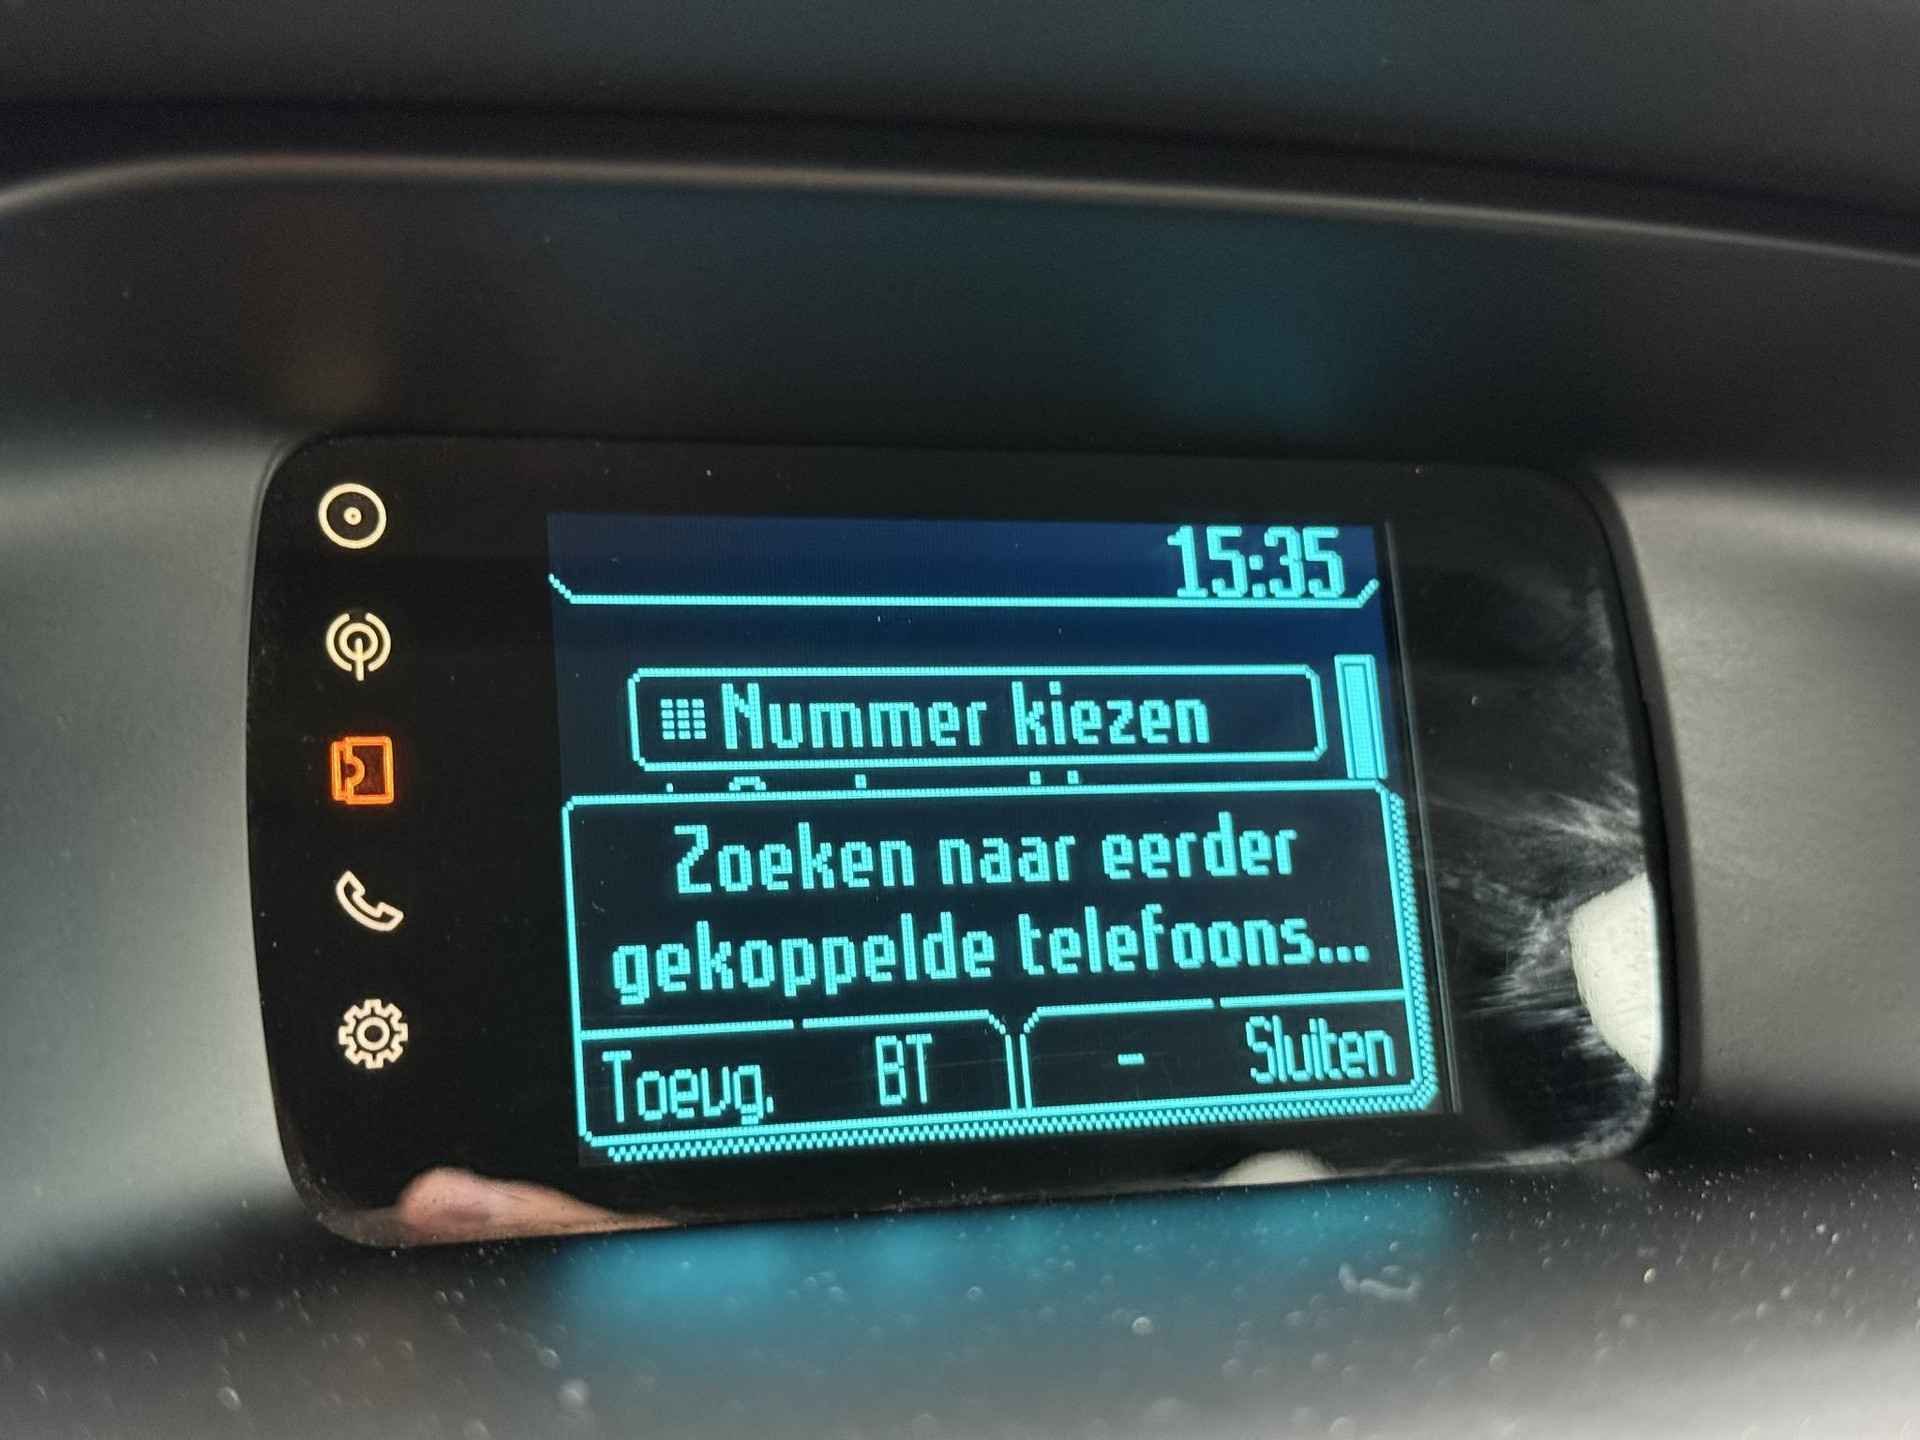 15:35
Nummer kiezen
Zoeken naar eerder
gekoppelde telefoons...
Toevg. BT - Sluiten